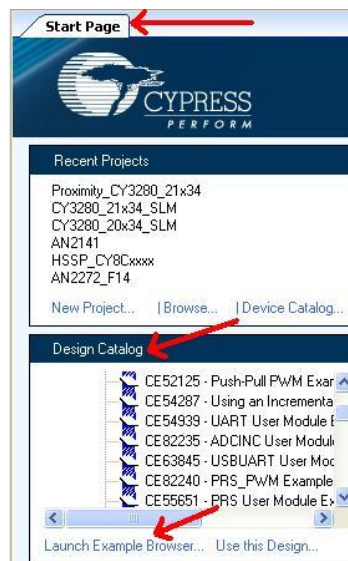 Start Page
CYPRESS
PERFORM
Recent Projects
Proximity_CY3280_21x34
CY3280_21x34_SLM
CY3280_20x34_SLM
AN2141
HSSP_CY8Cxxxx
AN2272_F14
New Project... | Browse... | Device Catalog...
Design Catalog
CE52125 - Push-Pull PWM Exar
CE54287 - Using an Incrementa
CE54939 - UART User Module E
CE82235 - ADCINC User Modul
CE63845 - USBUART User Moc
CE82240 - PRS_PWM Example
CE55651 - PRS User Module Ex
Launch Example Browser... Use this Design...